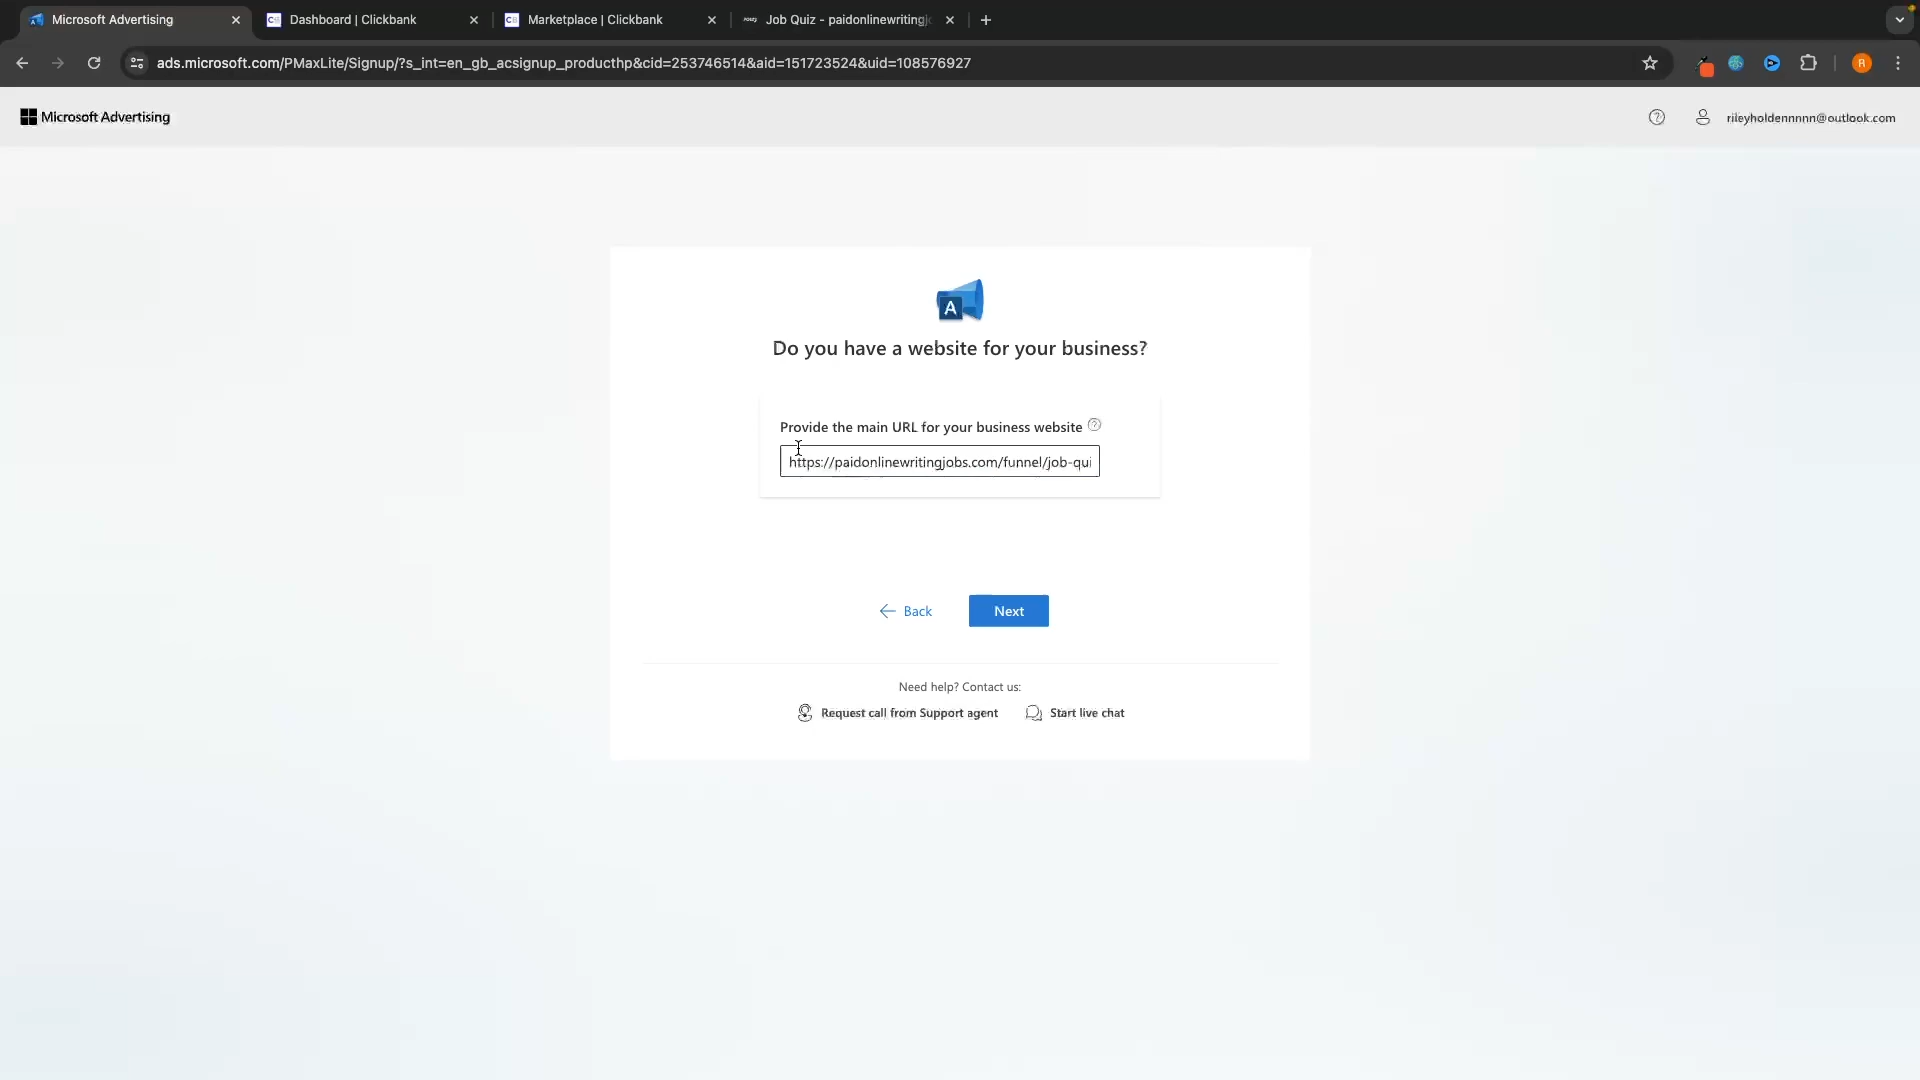 Microsoft Advertising
Dashboard | Clickbank
Marketplace | Clickbank
Job Quiz - paidonlinewritingj
ads.microsoft.com/PMaxLite/Signup/?s_int=en_gb_acsignup_producthp&cid=253746514&aid=151723524&uid=108576927
R
Microsoft Advertising
rileyholdennnnn@outlook.com
A
Do you have a website for your business?
Provide the main URL for your business website
https://paidonlinewritingjobs.com/funnel/job-qui
Back
Next
Need help? Contact us:
Request call from Support agent
Start live chat